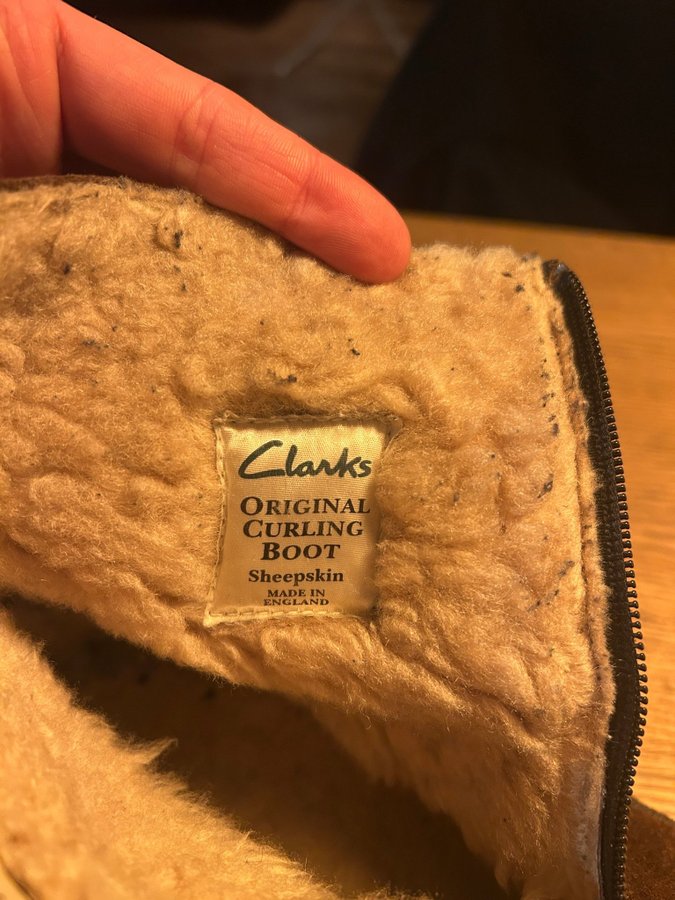 Clarks
ORIGINAL
CURLING
BOOT
Sheepskin
MADE IN
ENGLAND